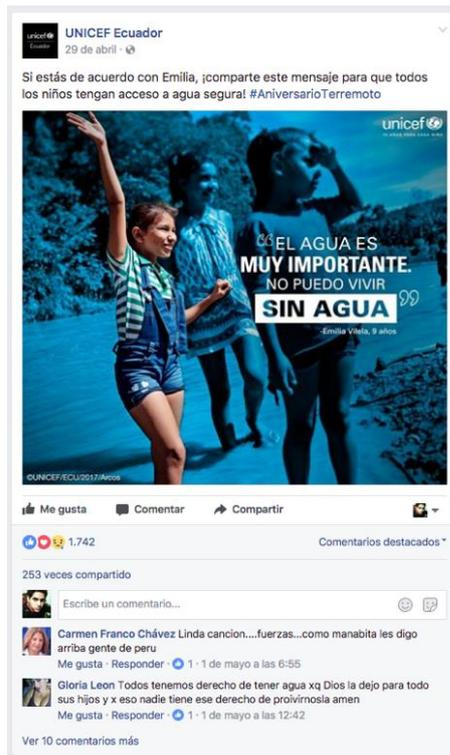 unicef
Ecuador
UNICEF Ecuador
29 de abril ·
Si estás de acuerdo con Emilia, ¡comparte este mensaje para que todos
los niños tengan acceso a agua segura! #AniversarioTerremoto
unicef
“EL AGUA ES
MUY IMPORTANTE.
NO PUEDO VIVIR
SIN AGUA”
-Emilia Vilela, 9 años
©UNICEF/ECU/2017/Arcos
Me gusta Comentar Compartir
1.742 Comentarios destacados
253 veces compartido
Escribe un comentario...
Carmen Franco Chávez Linda cancion....fuerzas...como manabita les digo
arriba gente de peru
Me gusta · Responder · 1 · 1 de mayo a las 6:55
Gloria Leon Todos tenemos derecho de tener agua xq Dios la dejo para todo
sus hijos y x eso nadie tiene ese derecho de proivirnosla amen
Me gusta · Responder · 1 · 1 de mayo a las 12:42
Ver 10 comentarios más